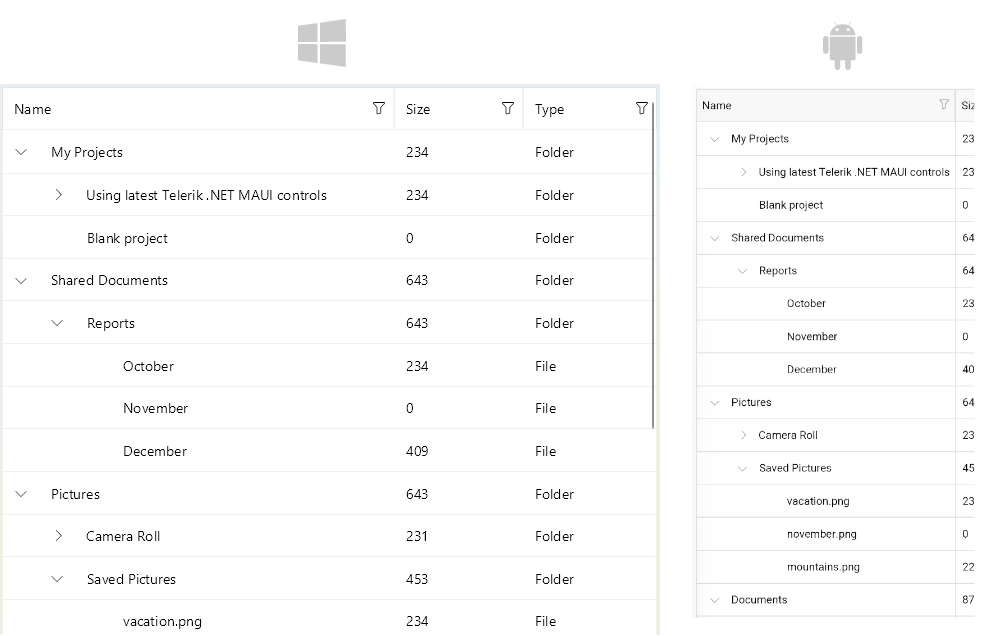 Name Size Type
My Projects 234 Folder
Using latest Telerik .NET MAUI controls 234 Folder
Blank project 0 Folder
Shared Documents 643 Folder
Reports 643 Folder
October 234 File
November 0 File
December 409 File
Pictures 643 Folder
Camera Roll 231 Folder
Saved Pictures 453 Folder
vacation.png 234 File
Name Siz
My Projects 23
Using latest Telerik .NET MAUI controls 23
Blank project 0
Shared Documents 64
Reports 64
October 23
November 0
December 40
Pictures 64
Camera Roll 23
Saved Pictures 45
vacation.png 23
november.png 0
mountains.png 22
Documents 87